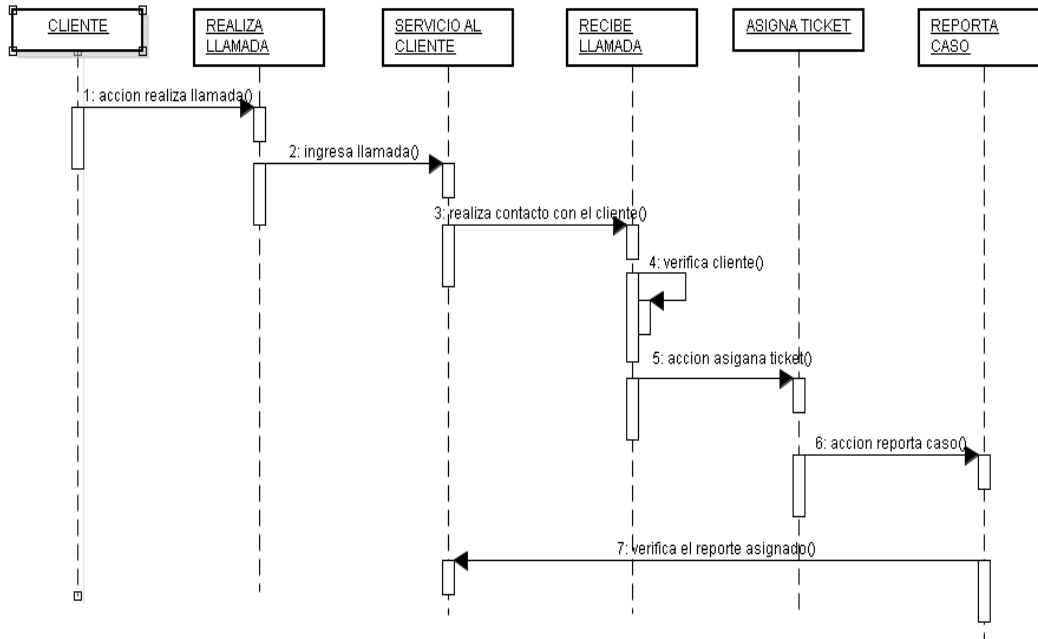 CLIENTE
REALIZA
LLAMADA
SERVICIO AL
CLIENTE
RECIBE
LLAMADA
ASIGNA TICKET
REPORTA
CASO
1: accion realiza llamada()
2: ingresa llamada()
3: realiza contacto con el cliente()
4: verifica cliente()
5: accion asigana ticket()
6: accion reporta caso()
7: verifica el reporte asignado()